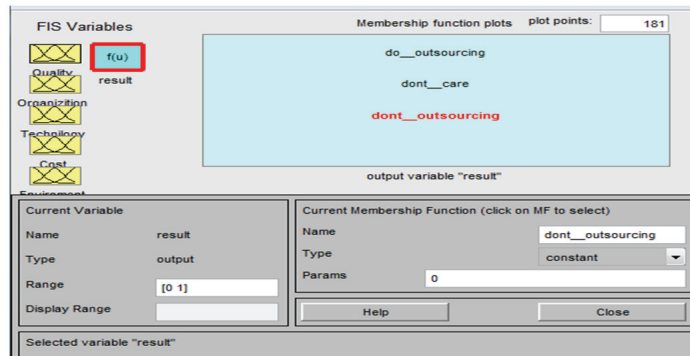 FIS Variables
Membership function plots
plot points:
181
f(u)
Quality
result
Organizition
Technilogy
Cost
Enviroment
do__outsourcing
dont__care
dont__outsourcing
output variable "result"
Current Variable
Name
result
Type
output
Range
[0 1]
Display Range
Current Membership Function (click on MF to select)
Name
dont__outsourcing
Type
constant
Params
0
Help
Close
Selected variable "result"